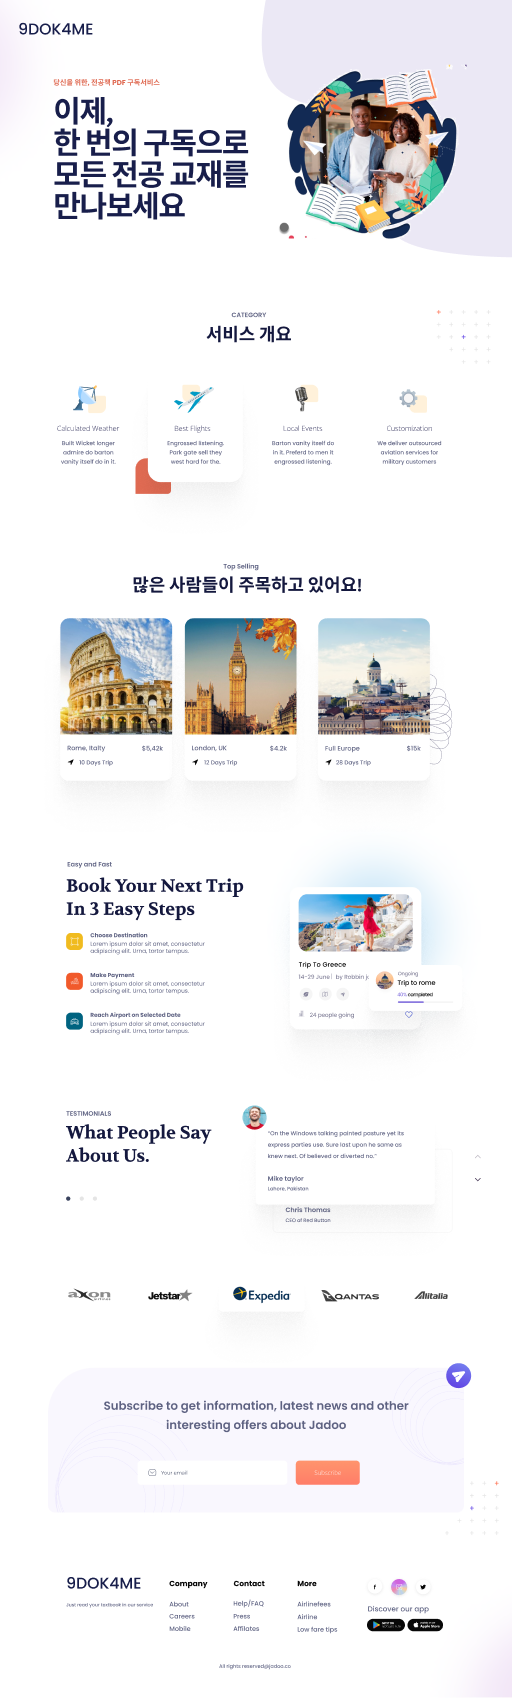 9DOK4ME
당신을 위한, 전공책 PDF 구독서비스
이제,
한 번의 구독으로
모든 전공 교재를
만나보세요
CATEGORY
서비스 개요
Calculated Weather
Built Wicket longer
admire do barton
vanity itself do in it.
Best Flights
Engrossed listening.
Park gate sell they
west hard for the.
Local Events
Barton vanity itself do
in it. Preferd to men it
engrossed listening.
Customization
We deliver outsourced
aviation services for
military customers
Top Selling
많은 사람들이 주목하고 있어요!
Rome, Italty
$5,42k
10 Days Trip
London, UK
$4.2k
12 Days Trip
Full Europe
$15k
28 Days Trip
Easy and Fast
Book Your Next Trip
In 3 Easy Steps
Choose Destination
Lorem ipsum dolor sit amet, consectetur
adipiscing elit. Urna, tortor tempus.
Make Payment
Lorem ipsum dolor sit amet, consectetur
adipiscing elit. Urna, tortor tempus.
Reach Airport on Selected Date
Lorem ipsum dolor sit amet, consectetur
adipiscing elit. Urna, tortor tempus.
Trip To Greece
14-29 June | by Robbin j
24 people going
Ongoing
Trip to rome
40% completed
TESTIMONIALS
What People Say
About Us.
"On the Windows talking painted pasture yet its
express parties use. Sure last upon he same as
knew next. Of believed or diverted no."
Mike taylor
Lahore, Pakistan
Chris Thomas
CEO of Red Button
axon
Jetstar
Expedia
QANTAS
Alitalia
Subscribe to get information, latest news and other
interesting offers about Jadoo
Your email
Subscribe
9DOK4ME
Just read your textbook in our service
Company
About
Careers
Mobile
Contact
Help/FAQ
Press
Affilates
More
Airlinefees
Airline
Low fare tips
Discover our app
Apple Store
All rights reserved@jadoo.co